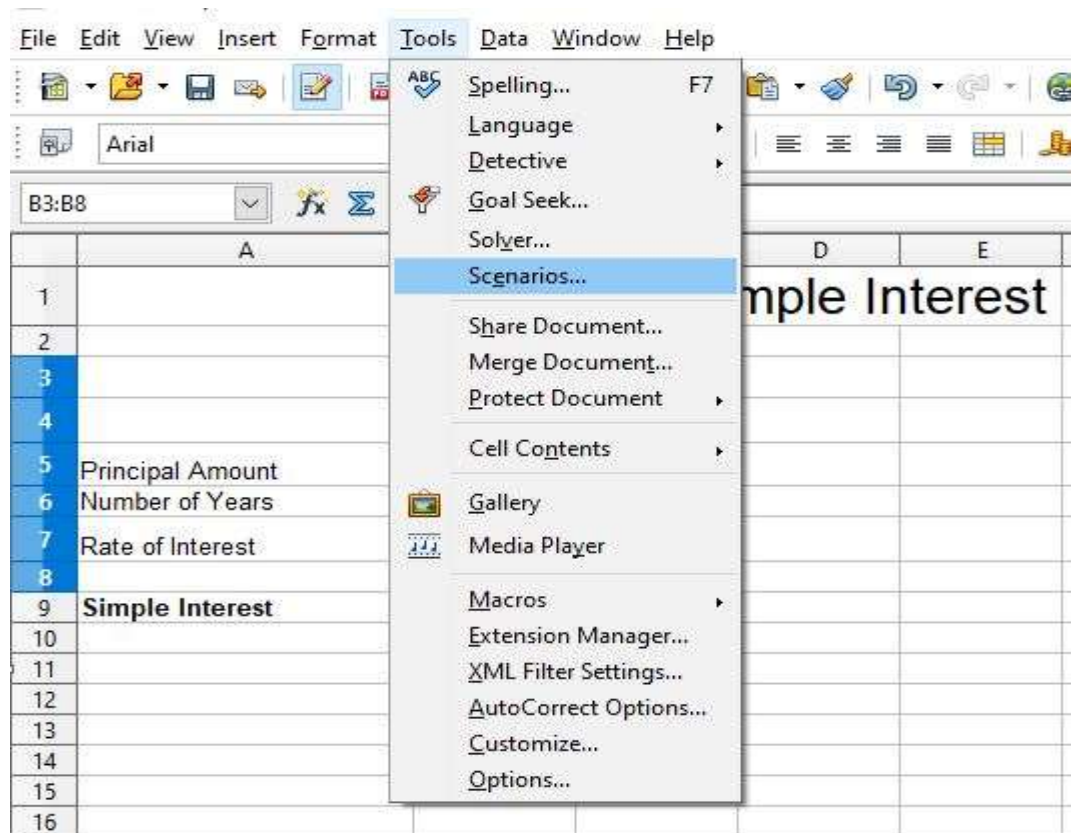 File Edit View Insert Format Tools Data Window Help
ABC Spelling... F7
Arial
Language
Detective
B3:B8
Goal Seek...
Solver...
A D E
Scenarios...
1 mple Interest
2
Share Document...
Merge Document...
3
Protect Document
4
Cell Contents
5 Principal Amount
6 Number of Years
Gallery
7 Rate of Interest
Media Player
8
9 Simple Interest
Macros
10
Extension Manager...
11
XML Filter Settings...
12
AutoCorrect Options...
13
Customize...
14
Options...
15
16